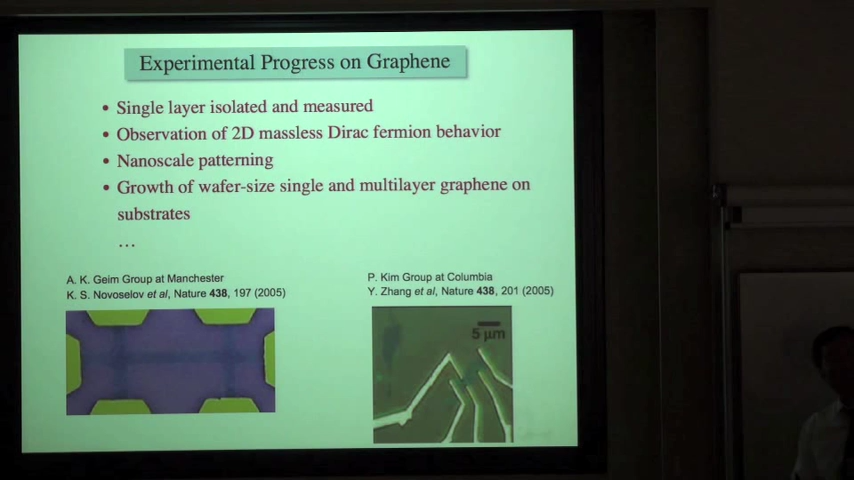 Experimental Progress on Graphene
• Single layer isolated and measured
• Observation of 2D massless Dirac fermion behavior
• Nanoscale patterning
• Growth of wafer-size single and multilayer graphene on
substrates
…
A. K. Geim Group at Manchester
K. S. Novoselov et al, Nature 438, 197 (2005)
P. Kim Group at Columbia
Y. Zhang et al, Nature 438, 201 (2005)
5 μm